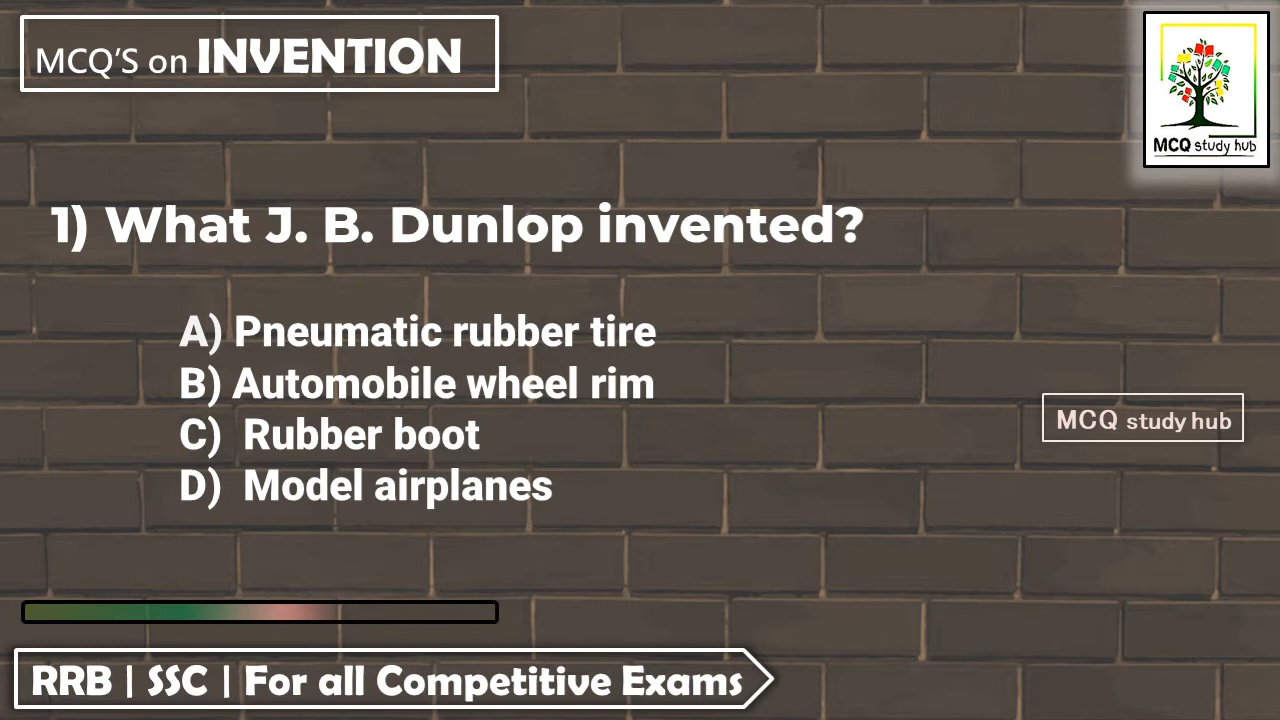 MCQ'S on INVENTION
MCQ study hub
1) What J. B. Dunlop invented?
A) Pneumatic rubber tire
B) Automobile wheel rim
C) Rubber boot
D) Model airplanes
MCQ study hub
RRB | SSC | For all Competitive Exams